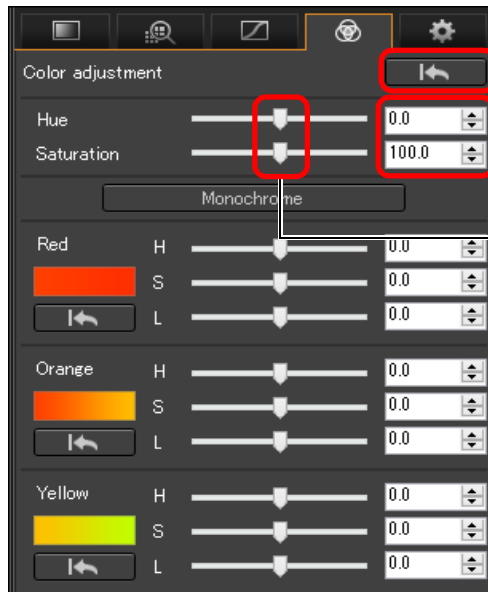 Color adjustment
Hue 0.0
Saturation 100.0
Monochrome
Red H 0.0
S 0.0
L 0.0
Orange H 0.0
S 0.0
L 0.0
Yellow H 0.0
S 0.0
L 0.0